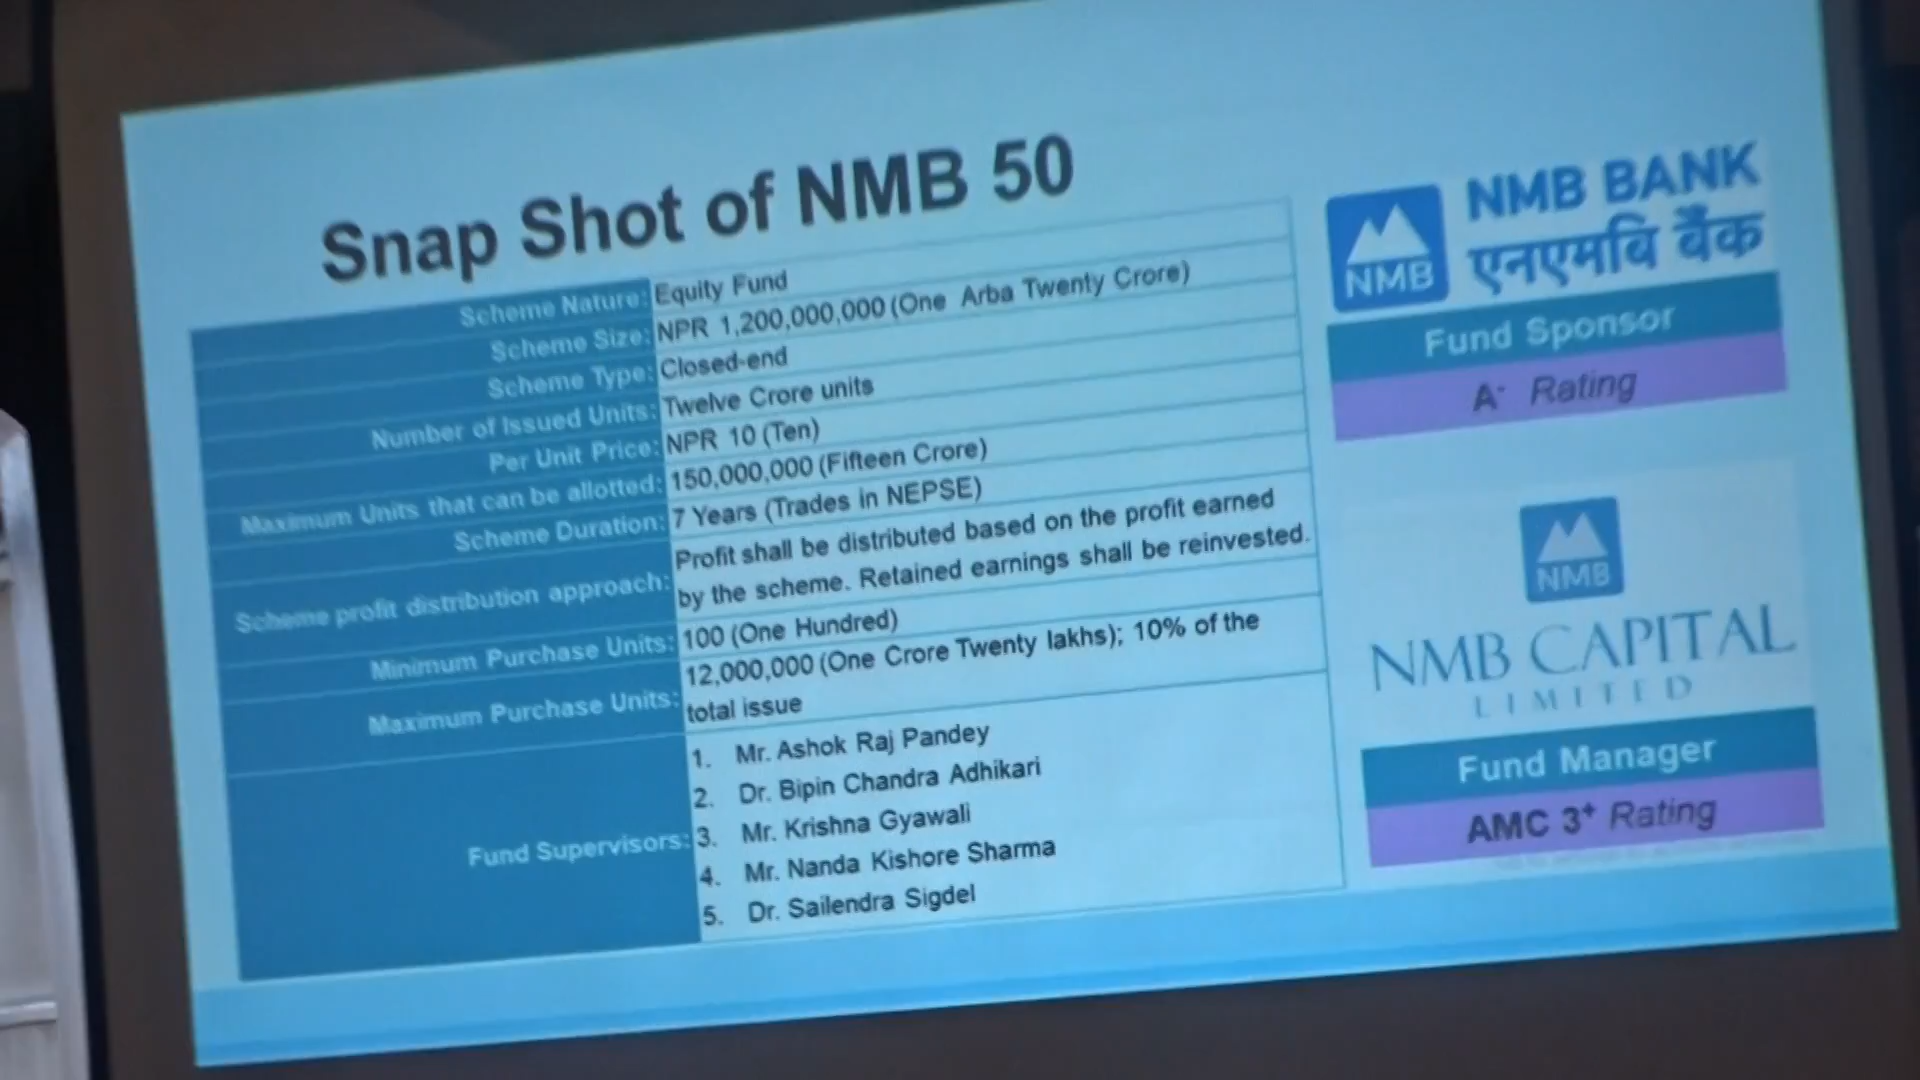 Snap Shot of NMB 50
Scheme Nature: Equity Fund
Scheme Size: NPR 1,200,000,000 (One Arba Twenty Crore)
Scheme Type: Closed-end
Number of Issued Units: Twelve Crore units
Per Unit Price: NPR 10 (Ten)
Maximum Units that can be allotted: 150,000,000 (Fifteen Crore)
Scheme Duration: 7 Years (Trades in NEPSE)
Scheme profit distribution approach: Profit shall be distributed based on the profit earned
by the scheme. Retained earnings shall be reinvested.
Minimum Purchase Units: 100 (One Hundred)
Maximum Purchase Units: 12,000,000 (One Crore Twenty lakhs); 10% of the
total issue
Fund Supervisors:
1. Mr. Ashok Raj Pandey
2. Dr. Bipin Chandra Adhikari
3. Mr. Krishna Gyawali
4. Mr. Nanda Kishore Sharma
5. Dr. Sailendra Sigdel
NMB
NMB BANK
एनएमबि बैंक
Fund Sponsor
A- Rating
NMB
NMB CAPITAL
LIMITED
Fund Manager
AMC 3+ Rating